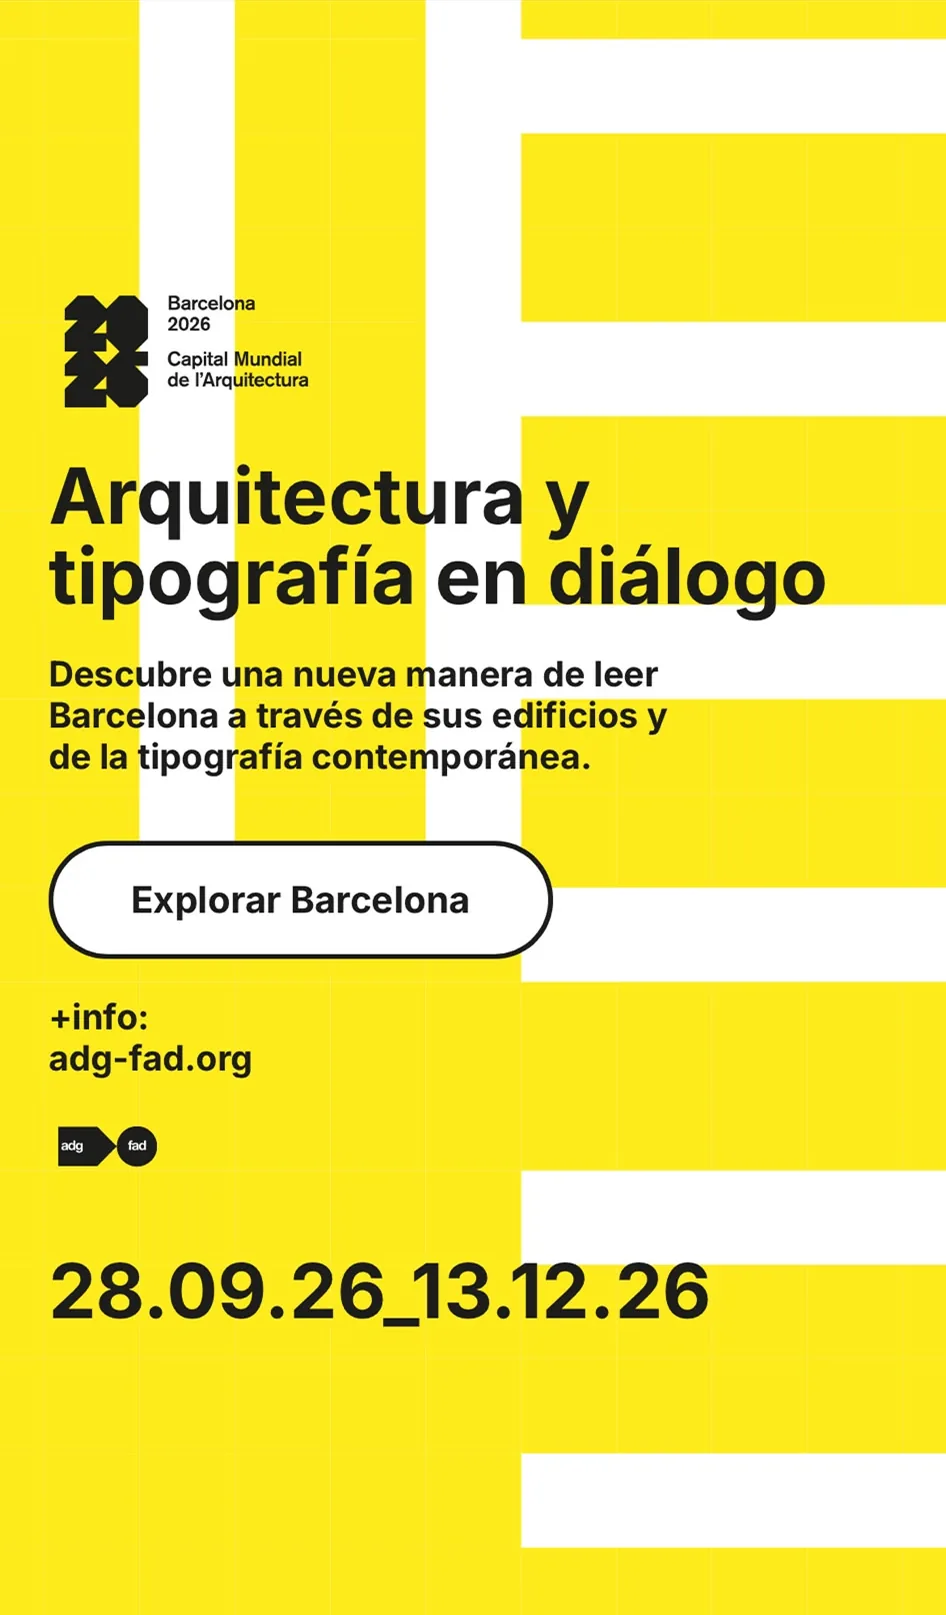 2026
Barcelona
2026
Capital Mundial
de l'Arquitectura
Arquitectura y
tipografía en diálogo
Descubre una nueva manera de leer
Barcelona a través de sus edificios y
de la tipografía contemporánea.
Explorar Barcelona
+info:
adg-fad.org
adg fad
28.09.26_13.12.26